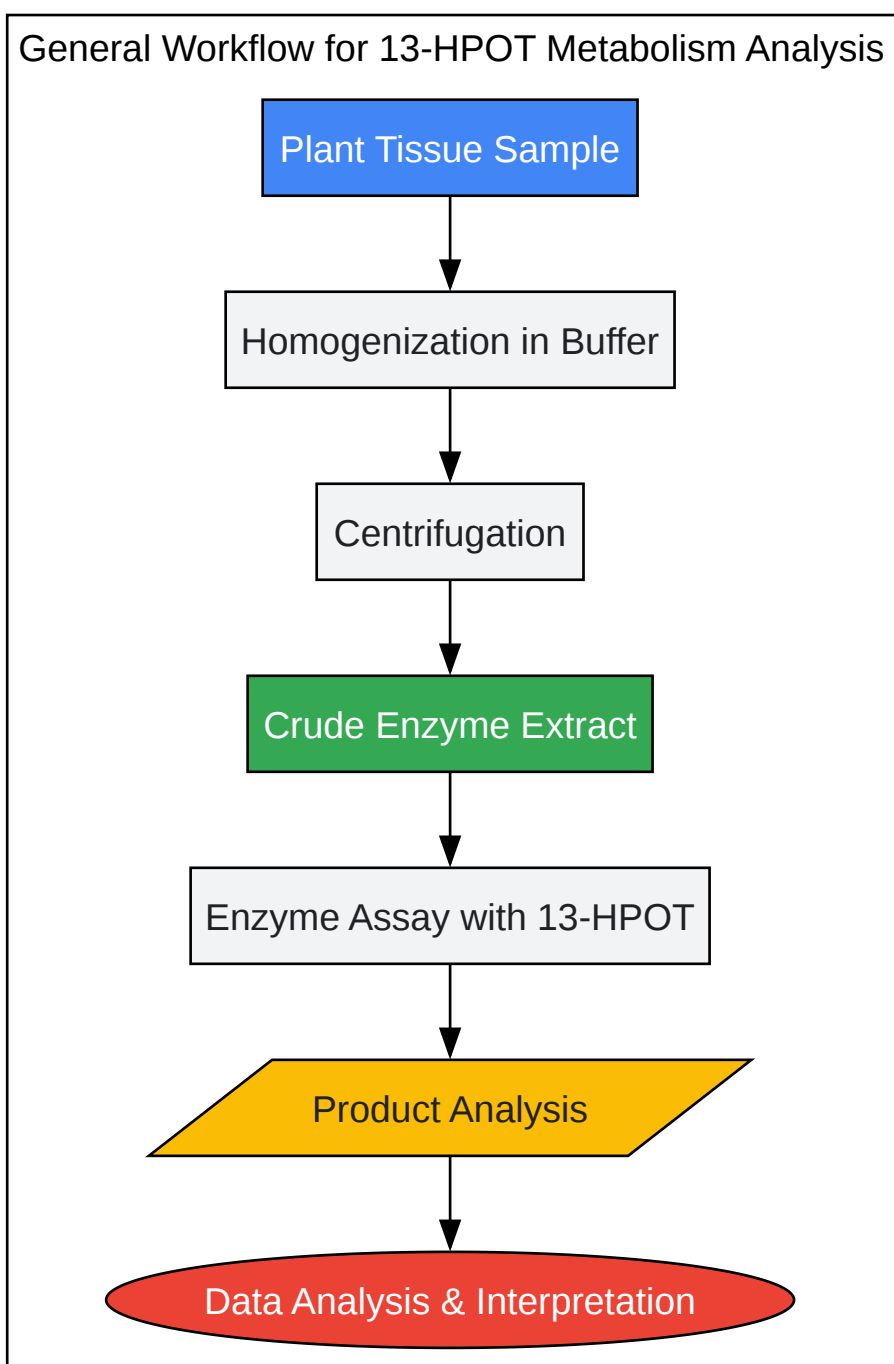 General Workflow for 13-HPOT Metabolism Analysis
Plant Tissue Sample
Homogenization in Buffer
Centrifugation
Crude Enzyme Extract
Enzyme Assay with 13-HPOT
Product Analysis
Data Analysis & Interpretation